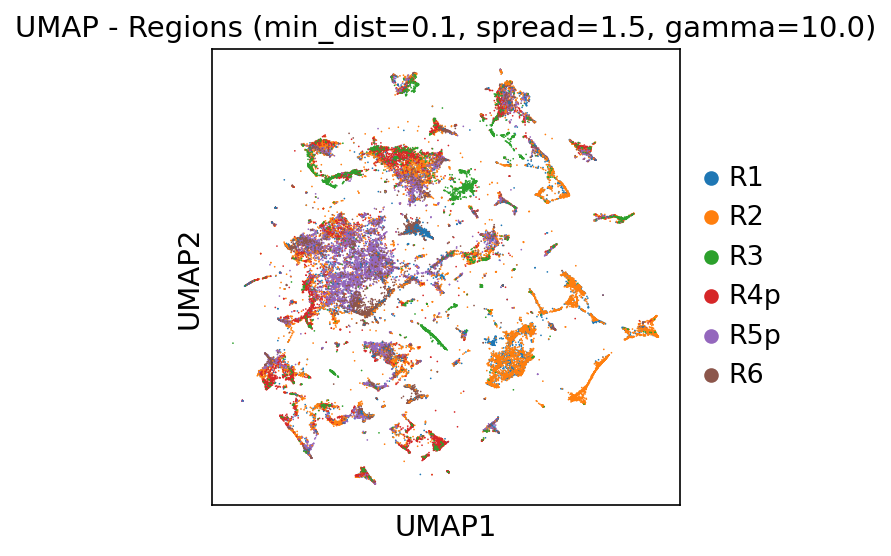 UMAP - Regions (min_dist=0.1, spread=1.5, gamma=10.0)
UMAP2
R1
R2
R3
R4p
R5p
R6
UMAP1